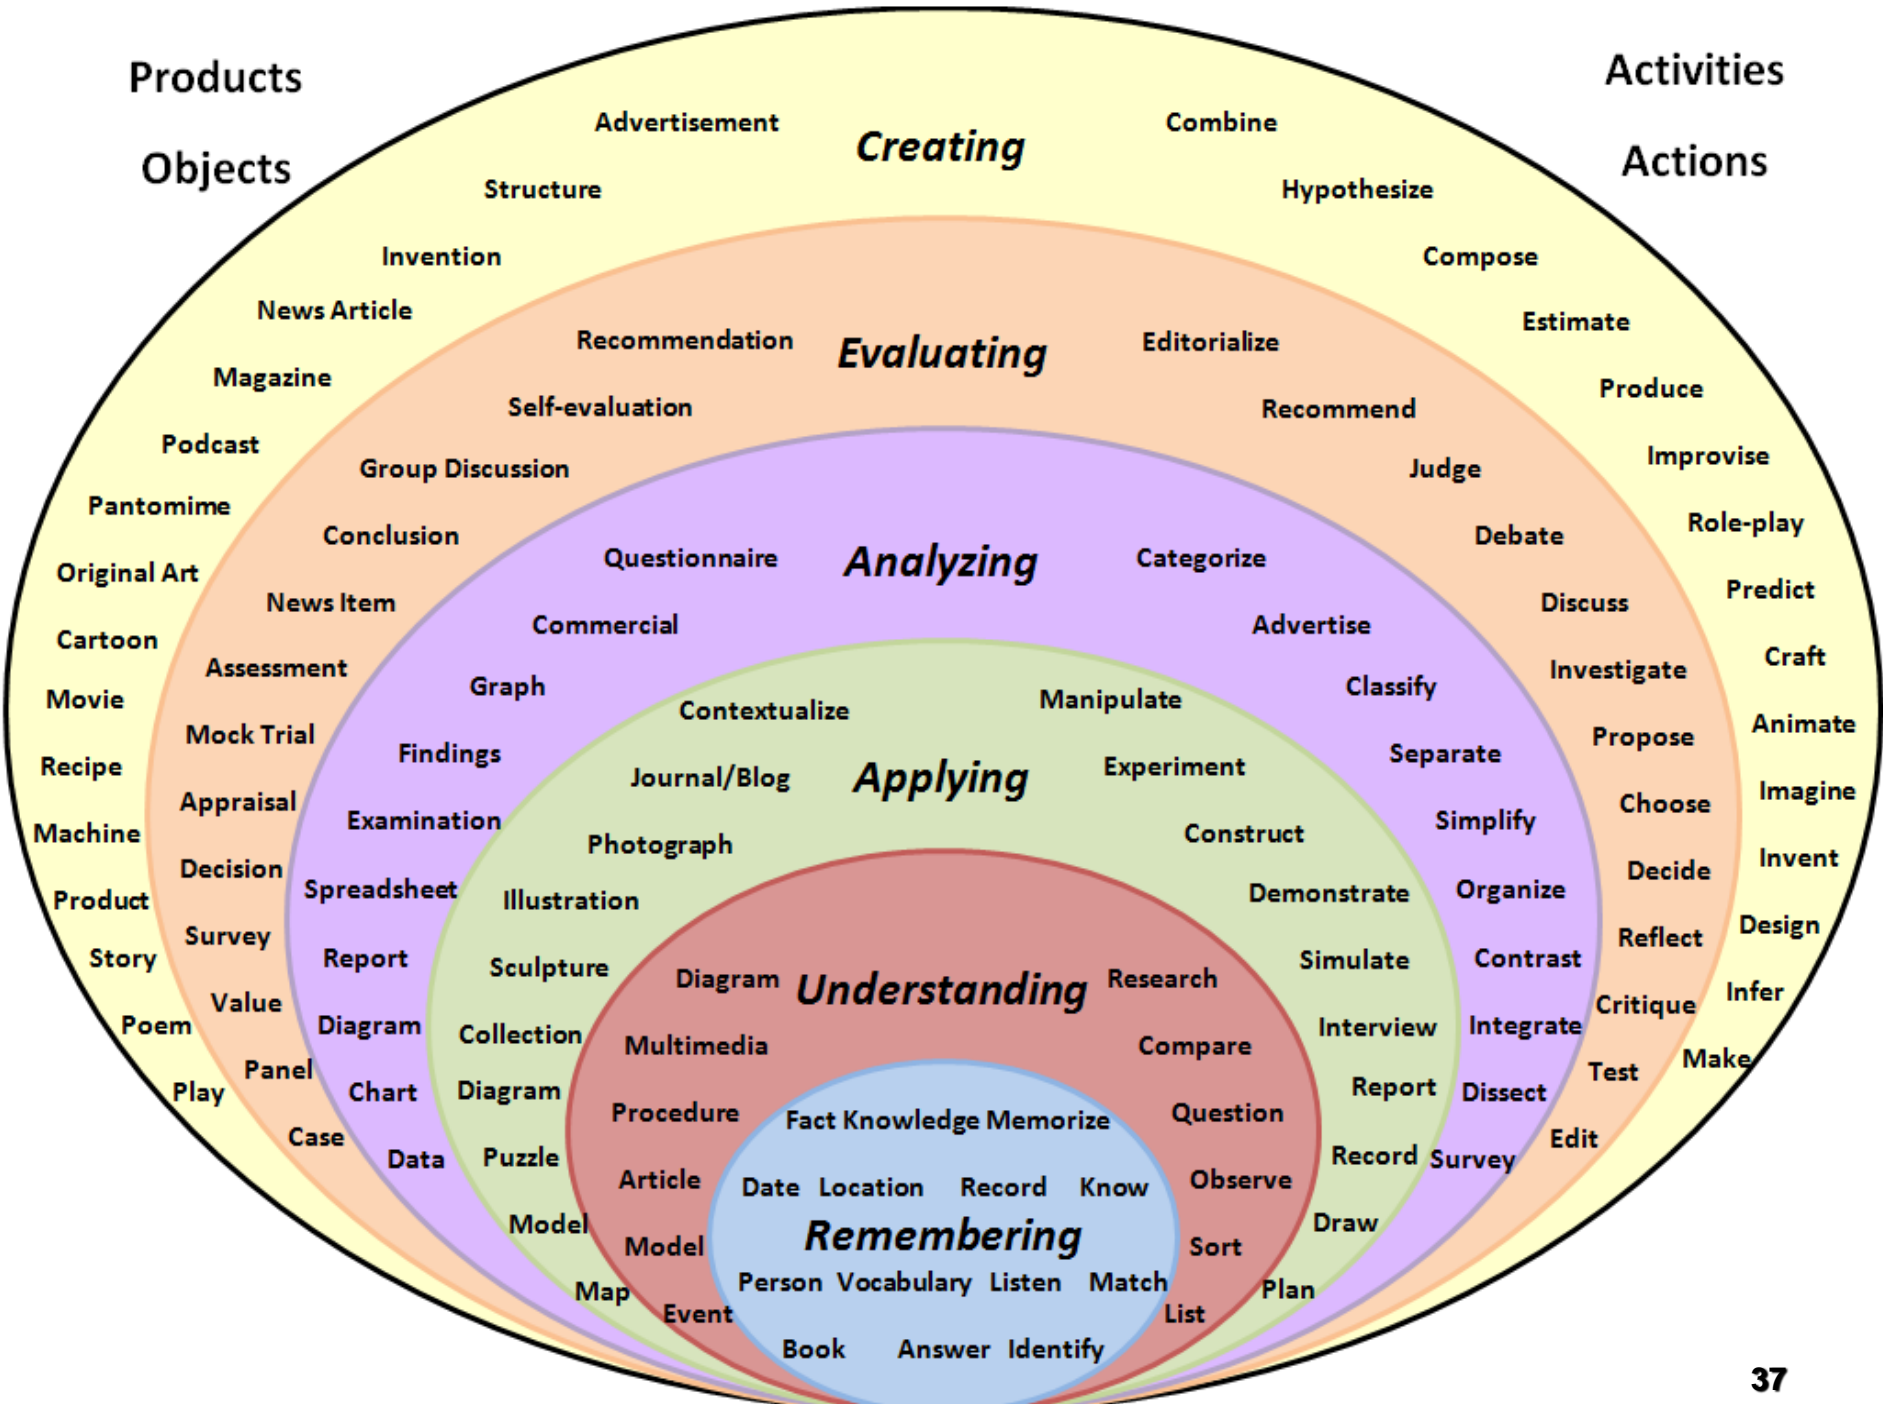 Products
Objects
Activities
Actions
Creating
Advertisement
Structure
Invention
News Article
Magazine
Podcast
Pantomime
Original Art
Cartoon
Movie
Recipe
Machine
Product
Story
Poem
Play
Combine
Hypothesize
Compose
Estimate
Produce
Improvise
Role-play
Predict
Craft
Animate
Imagine
Invent
Design
Infer
Make
Evaluating
Recommendation
Self-evaluation
Group Discussion
Conclusion
News Item
Assessment
Mock Trial
Appraisal
Decision
Survey
Value
Panel
Case
Editorialize
Recommend
Judge
Debate
Discuss
Investigate
Propose
Choose
Decide
Reflect
Critique
Test
Edit
Analyzing
Questionnaire
Commercial
Graph
Findings
Examination
Spreadsheet
Report
Diagram
Chart
Data
Categorize
Advertise
Classify
Separate
Simplify
Organize
Contrast
Integrate
Dissect
Survey
Applying
Contextualize
Journal/Blog
Photograph
Illustration
Sculpture
Collection
Diagram
Puzzle
Model
Map
Manipulate
Experiment
Construct
Demonstrate
Simulate
Interview
Report
Record
Draw
Plan
Understanding
Diagram
Multimedia
Procedure
Article
Model
Event
Research
Compare
Question
Observe
Sort
List
Fact Knowledge Memorize
Date Location Record Know
Remembering
Person Vocabulary Listen Match
Book Answer Identify
37